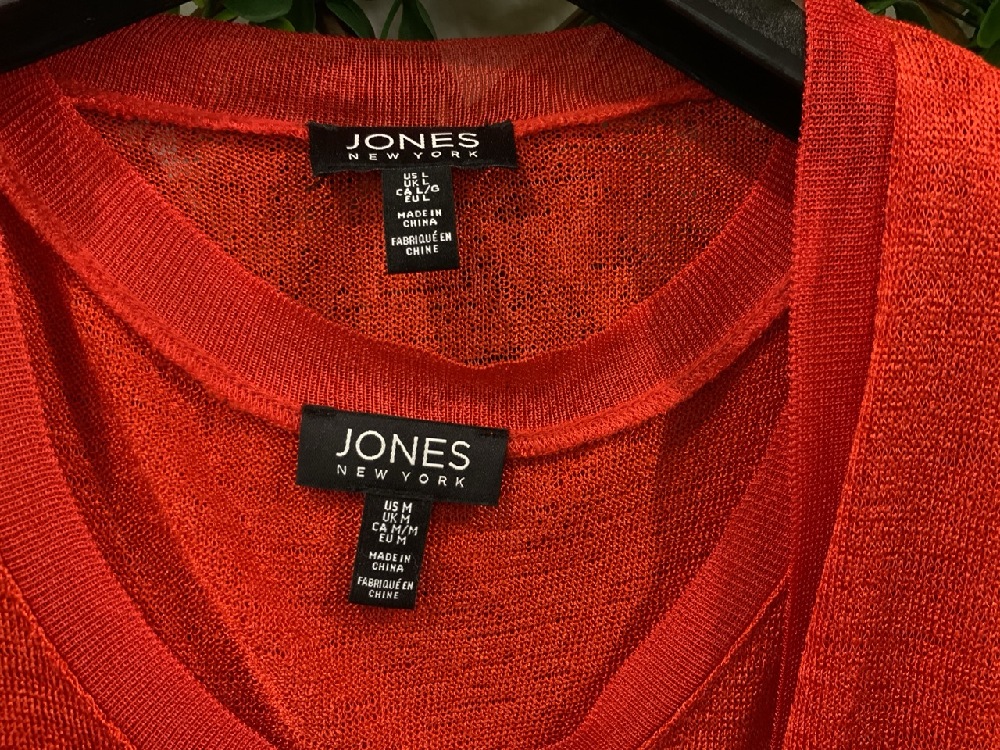 JONES
NEW YORK
US L
UK L
CA L/G
EU L
MADE IN
CHINA
FABRIQUÉ EN
CHINE
JONES
NEW YORK
US M
UK M
CA M/M
EU M
MADE IN
CHINA
FABRIQUÉ EN
CHINE